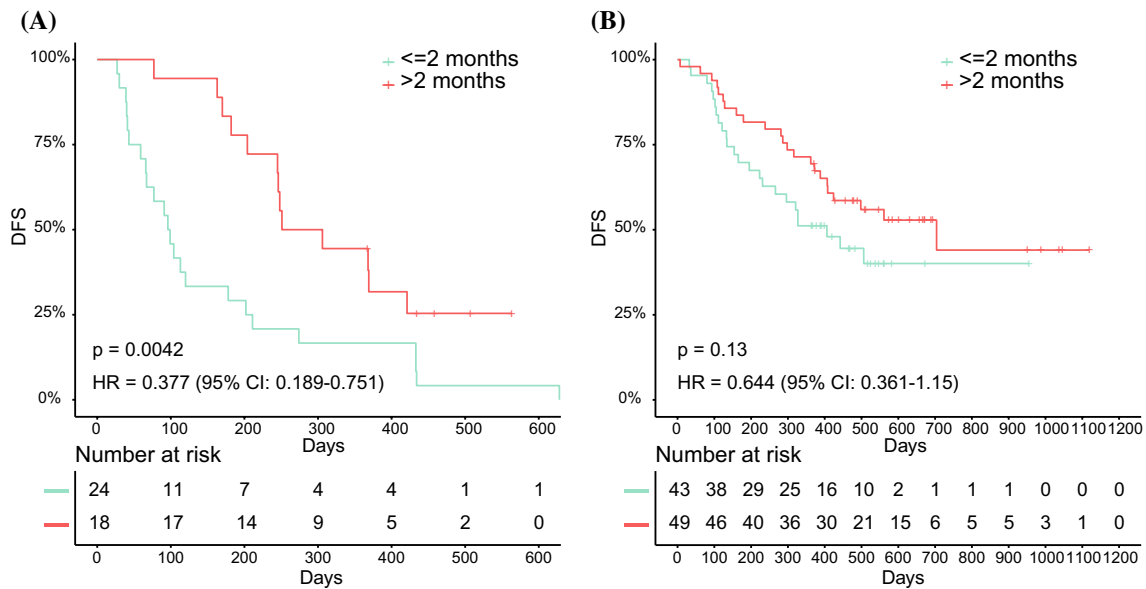 (A)
100%
75%
50%
25%
0%
DFS
<=2 months
>2 months
p = 0.0042
HR = 0.377 (95% CI: 0.189-0.751)
0 100 200 300 400 500 600
Days
Number at risk
24 11 7 4 4 1 1
18 17 14 9 5 2 0
0 100 200 300 400 500 600
Days
(B)
100%
75%
50%
25%
0%
DFS
<=2 months
>2 months
p = 0.13
HR = 0.644 (95% CI: 0.361-1.15)
0 100 200 300 400 500 600 700 800 900 1000 1100 1200
Days
Number at risk
43 38 29 25 16 10 2 1 1 1 0 0 0
49 46 40 36 30 21 15 6 5 5 3 1 0
0 100 200 300 400 500 600 700 800 900 1000 1100 1200
Days